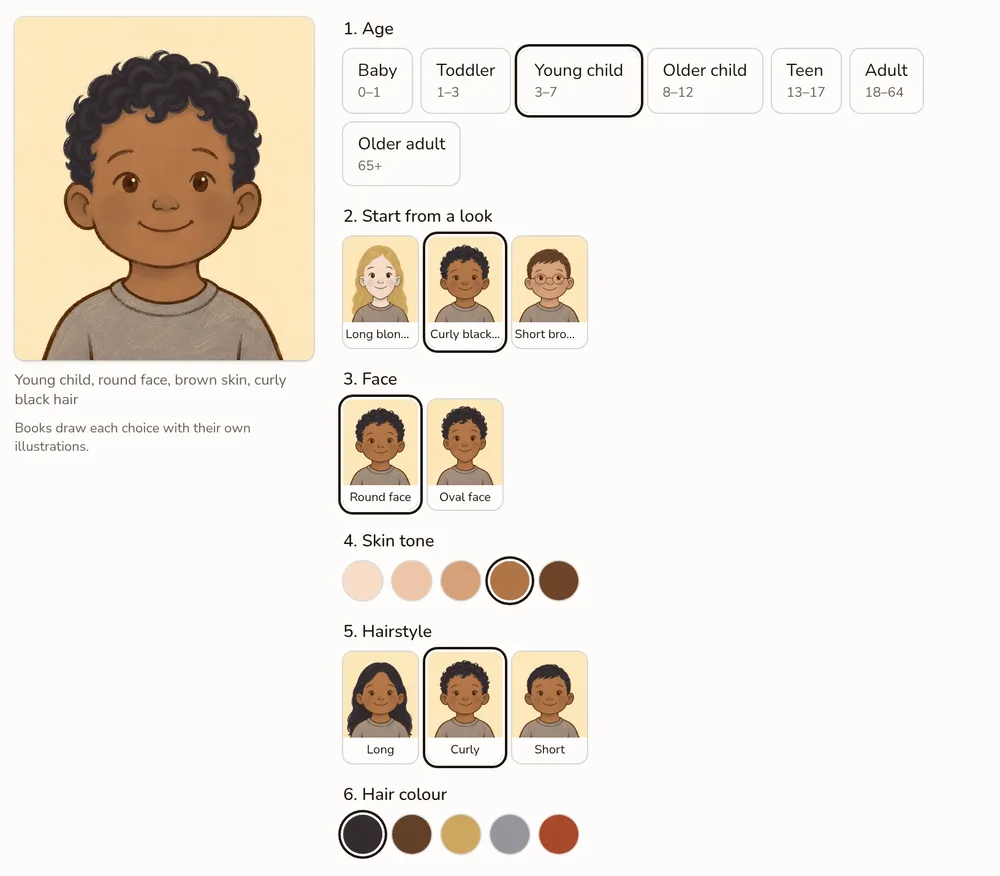 1. Age
Baby
0–1
Toddler
1–3
Young child
3–7
Older child
8–12
Teen
13–17
Adult
18–64
Older adult
65+
2. Start from a look
Long blon...
Curly black...
Short bro...
Young child, round face, brown skin, curly
black hair
Books draw each choice with their own
illustrations.
3. Face
Round face
Oval face
4. Skin tone
5. Hairstyle
Long
Curly
Short
6. Hair colour